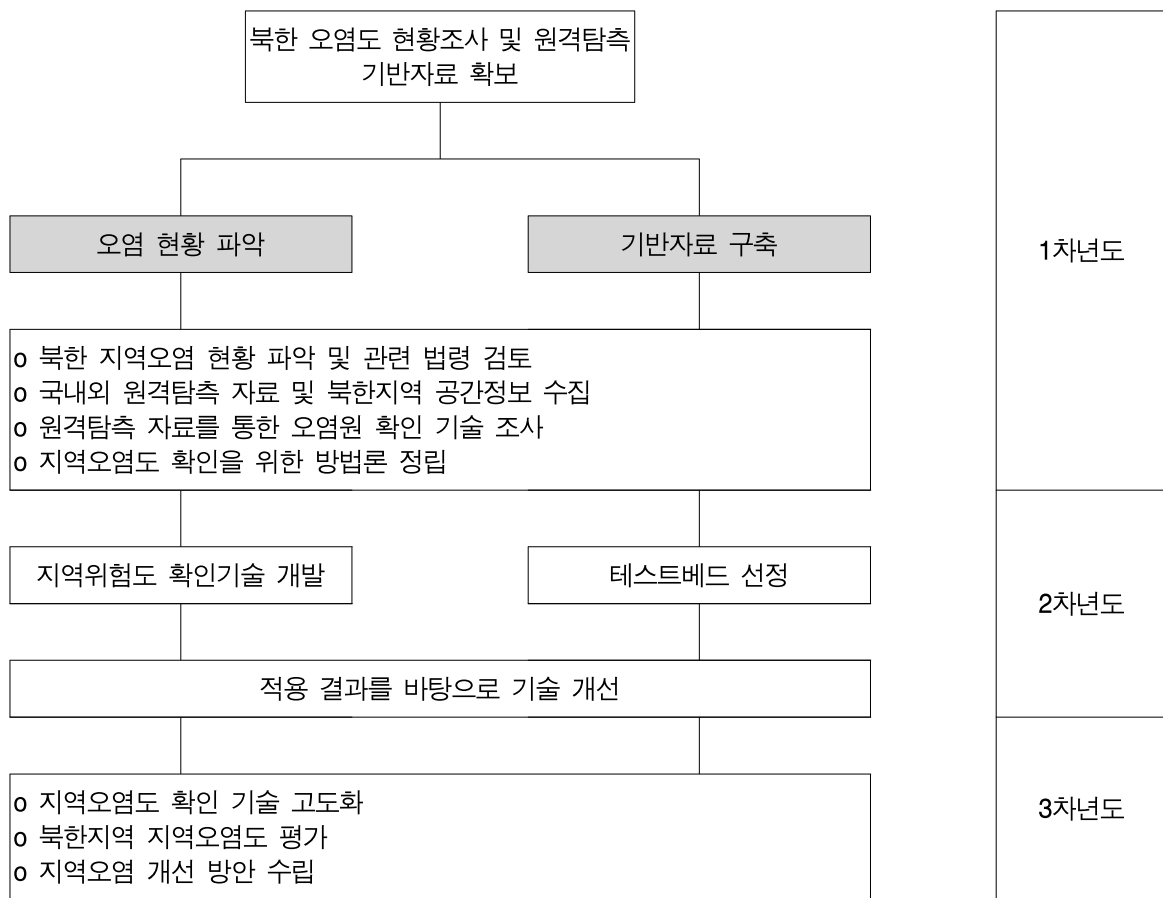 북한 오염도 현황조사 및 원격탐측
기반자료 확보
오염 현황 파악
기반자료 구축
1차년도
o 북한 지역오염 현황 파악 및 관련 법령 검토
o 국내외 원격탐측 자료 및 북한지역 공간정보 수집
o 원격탐측 자료를 통한 오염원 확인 기술 조사
o 지역오염도 확인을 위한 방법론 정립
지역위험도 확인기술 개발
테스트베드 선정
2차년도
적용 결과를 바탕으로 기술 개선
o 지역오염도 확인 기술 고도화
o 북한지역 지역오염도 평가
o 지역오염 개선 방안 수립
3차년도